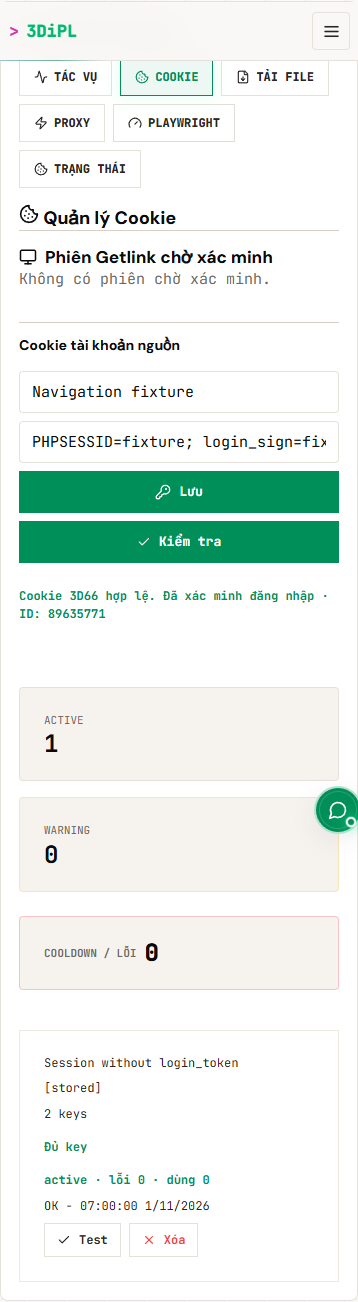 > 3DiPL
TÁC VỤ
COOKIE
TẢI FILE
PROXY
PLAYWRIGHT
TRẠNG THÁI
Quản lý Cookie
Phiên Getlink chờ xác minh
Không có phiên chờ xác minh.
Cookie tài khoản nguồn
Navigation fixture
PHPSESSID=fixture; login_sign=fix
Lưu
Kiểm tra
Cookie 3D66 hợp lệ. Đã xác minh đăng nhập ·
ID: 89635771
ACTIVE
1
WARNING
0
COOLDOWN / LỖI 0
Session without login_token
[stored]
2 keys
Đủ key
active · lỗi 0 · dùng 0
OK - 07:00:00 1/11/2026
Test
Xóa